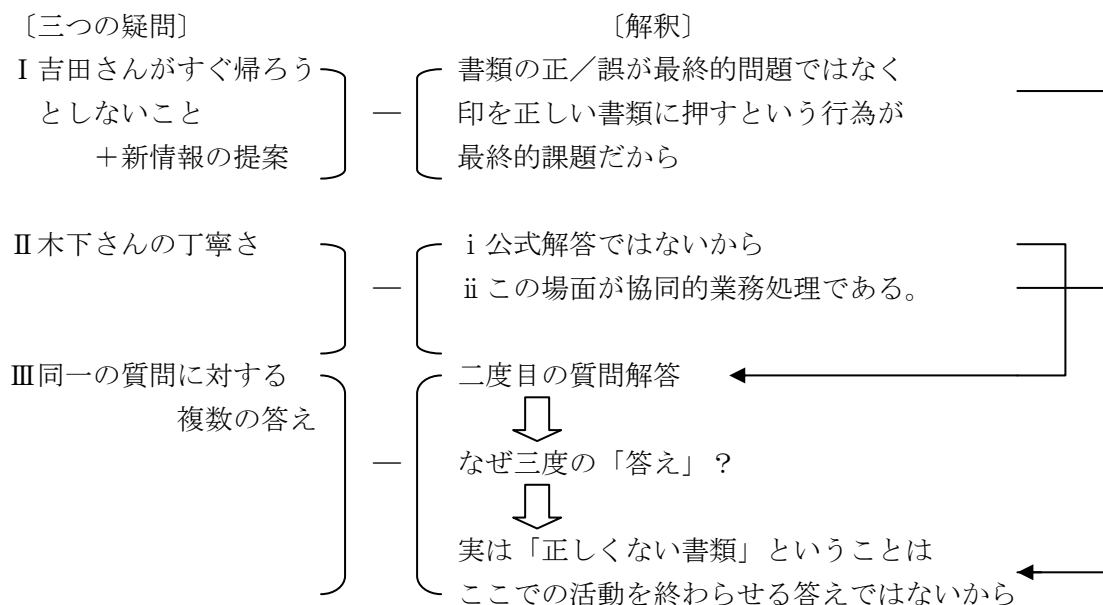 〔三つの疑問〕 〔解釈〕
Ⅰ吉田さんがすぐ帰ろう ― 書類の正／誤が最終的問題ではなく
としないこと 印を正しい書類に押すという行為が
＋新情報の提案 最終的課題だから
Ⅱ木下さんの丁寧さ ― ⅰ公式解答ではないから
ⅱこの場面が協同的業務処理である。
Ⅲ同一の質問に対する 二度目の質問解答
複数の答え
― なぜ三度の「答え」？
実は「正しくない書類」ということは
ここでの活動を終わらせる答えではないから